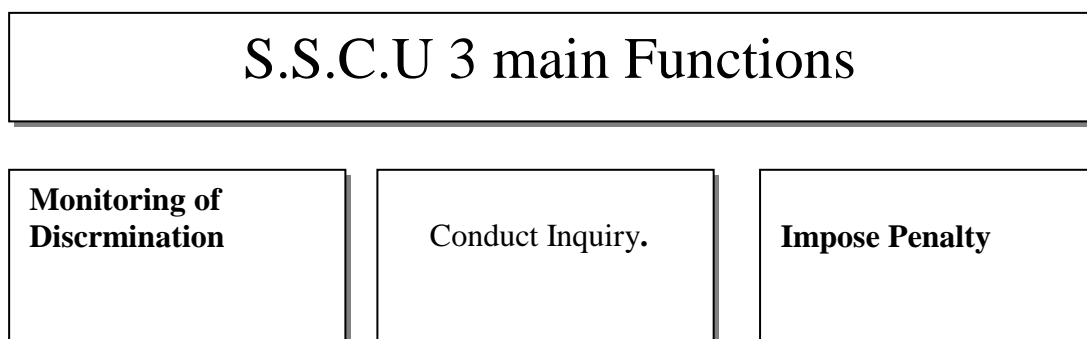 S.S.C.U 3 main Functions
Monitoring of
Discrmination
Conduct Inquiry.
Impose Penalty